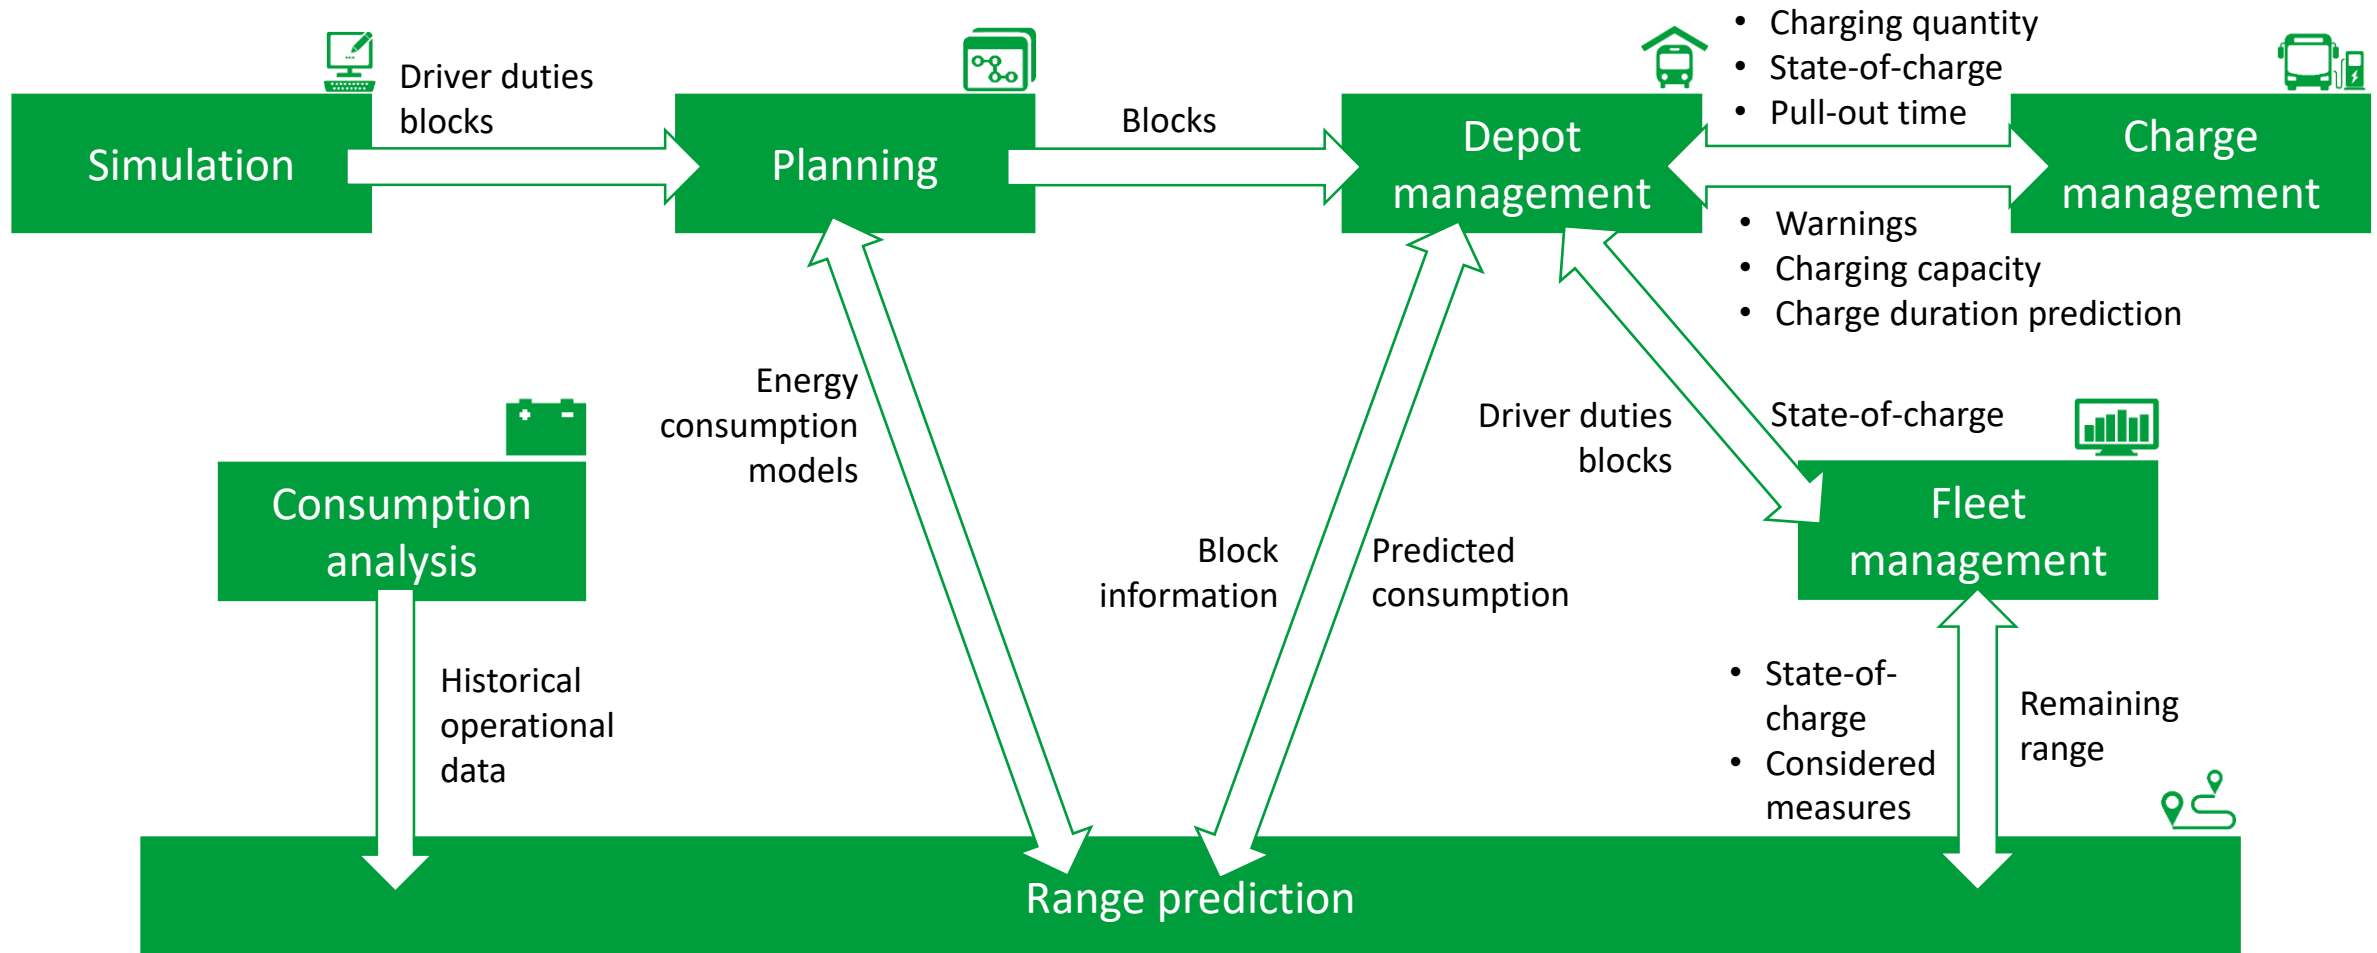 Simulation
Driver duties
blocks
Planning
Blocks
Depot
management
• Charging quantity
• State-of-charge
• Pull-out time
Charge
management
• Warnings
• Charging capacity
• Charge duration prediction
Energy
consumption
models
Driver duties
blocks
State-of-charge
Consumption
analysis
Fleet
management
Block
information
Predicted
consumption
Historical
operational
data
• State-of-
charge
• Considered
measures
Remaining
range
Range prediction